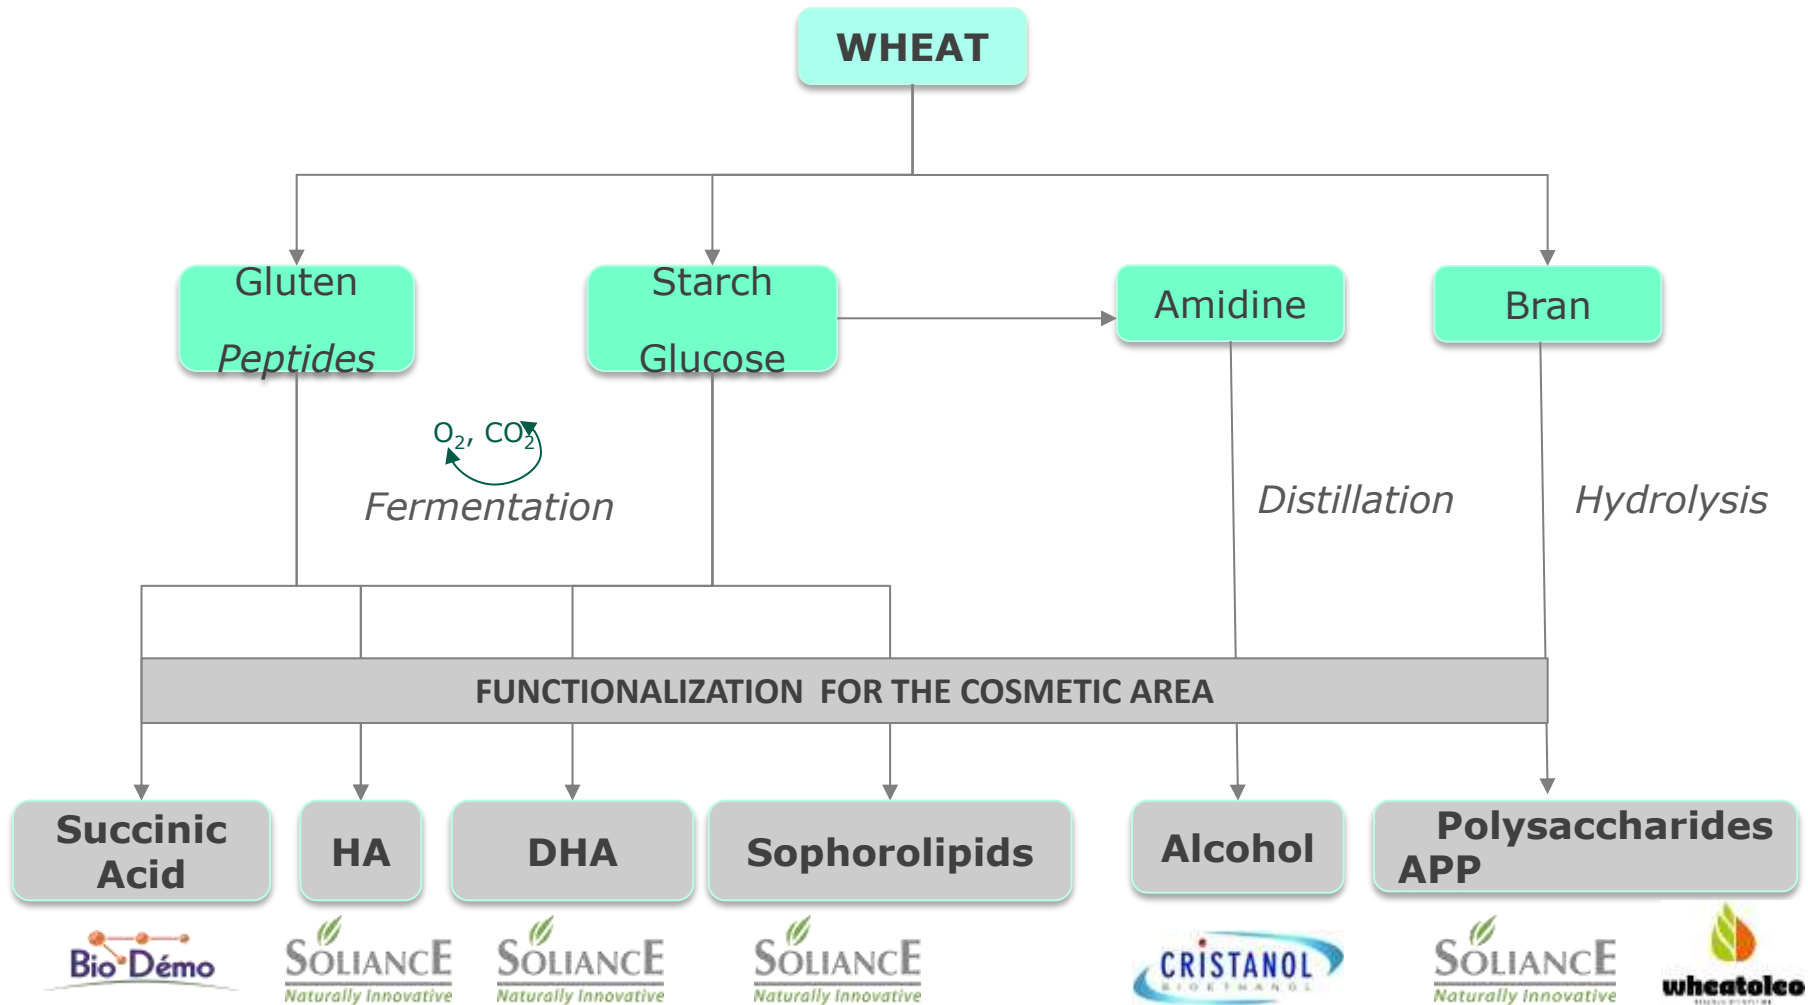 WHEAT
Gluten
Peptides
Starch
Glucose
Amidine
Bran
O₂, CO₂
Fermentation
Distillation
Hydrolysis
FUNCTIONALIZATION FOR THE COSMETIC AREA
Succinic
Acid
HA
DHA
Sophorolipids
Alcohol
Polysaccharides
APP
BioDémo
SOLIANCE
Naturally Innovative
SOLIANCE
Naturally Innovative
SOLIANCE
Naturally Innovative
CRISTANOL
BIOETHANOL
SOLIANCE
Naturally Innovative
wheatoleo